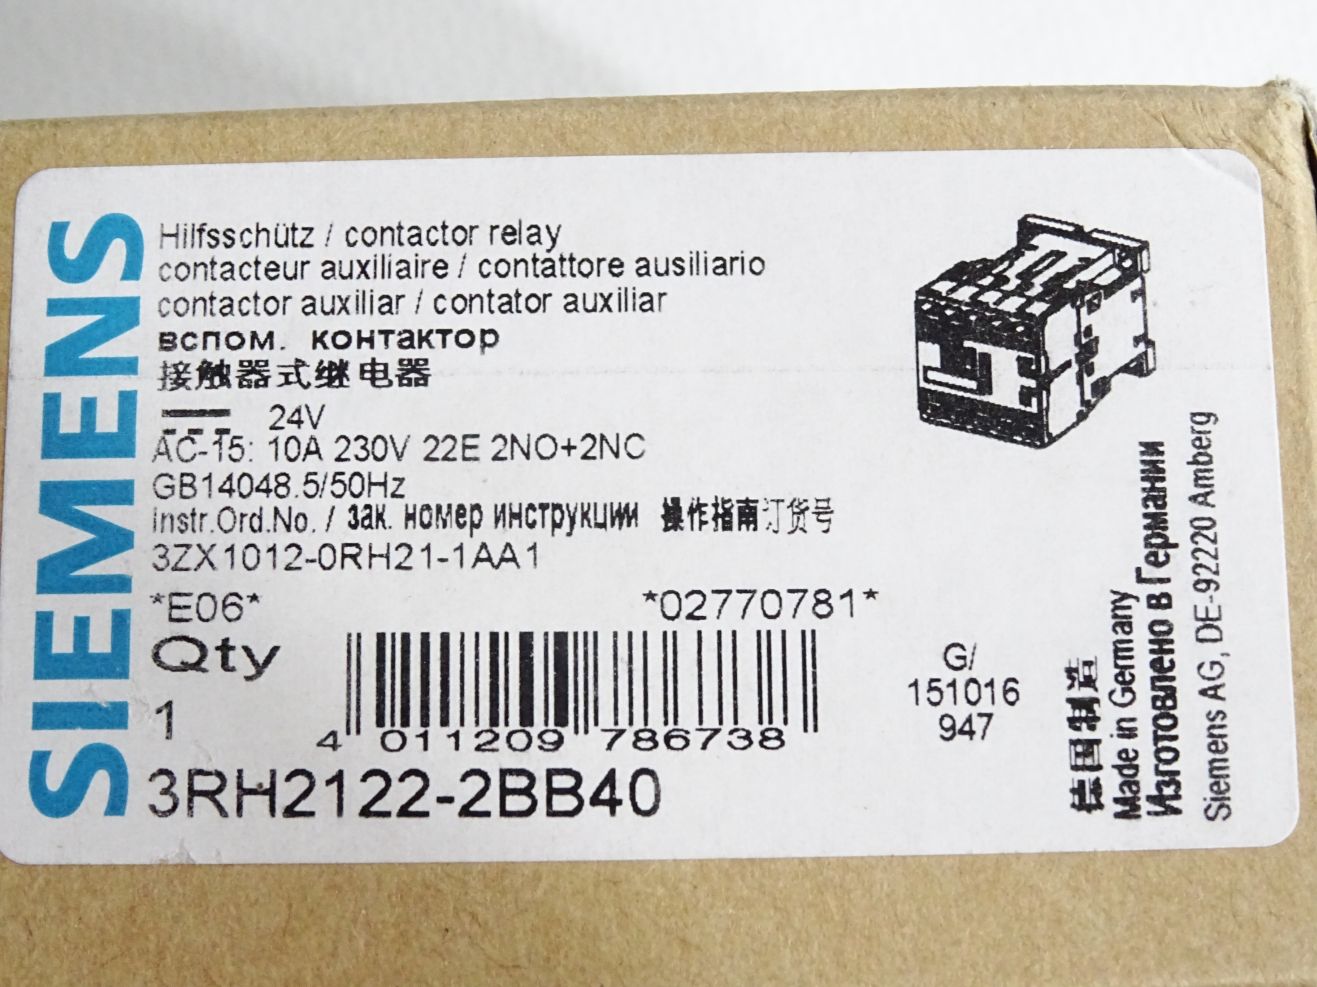 SIEMENS
Hilfsschütz / contactor relay
contacteur auxiliaire / contattore ausiliario
contactor auxiliar / contator auxiliar
вспом. контактор
接触器式继电器
24V
AC-15: 10A 230V 22E 2NO+2NC
GB14048.5/50Hz
Instr.Ord.No. / зак. номер инструкции 操作指南订货号
3ZX1012-0RH21-1AA1
*E06* *02770781*
Qty
1
4 011209 786738
3RH2122-2BB40
G/
151016
947
德国制造
Made in Germany
Изготовлено в Германии
Siemens AG, DE-92220 Amberg